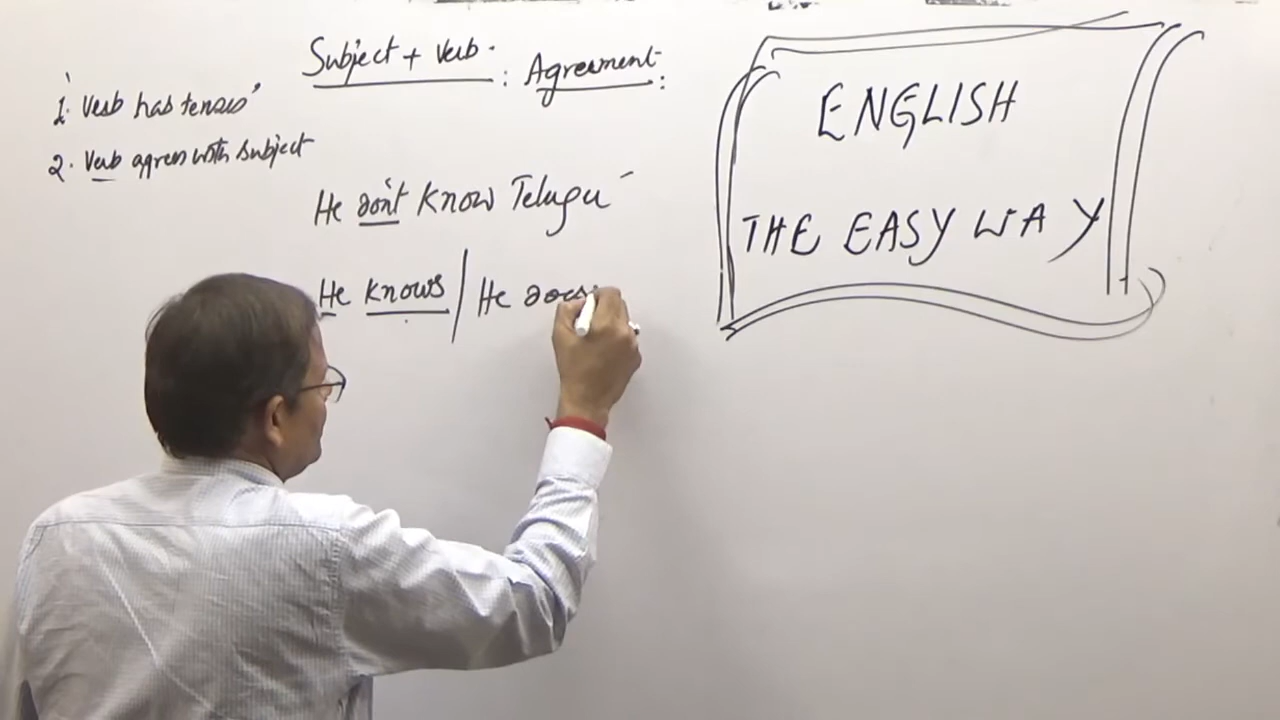 Subject + Verb. : Agreement:
1. Verb has tenses
2. Verb agrees with subject
He don't know Telugu
He knows / He does
ENGLISH
THE EASY WAY